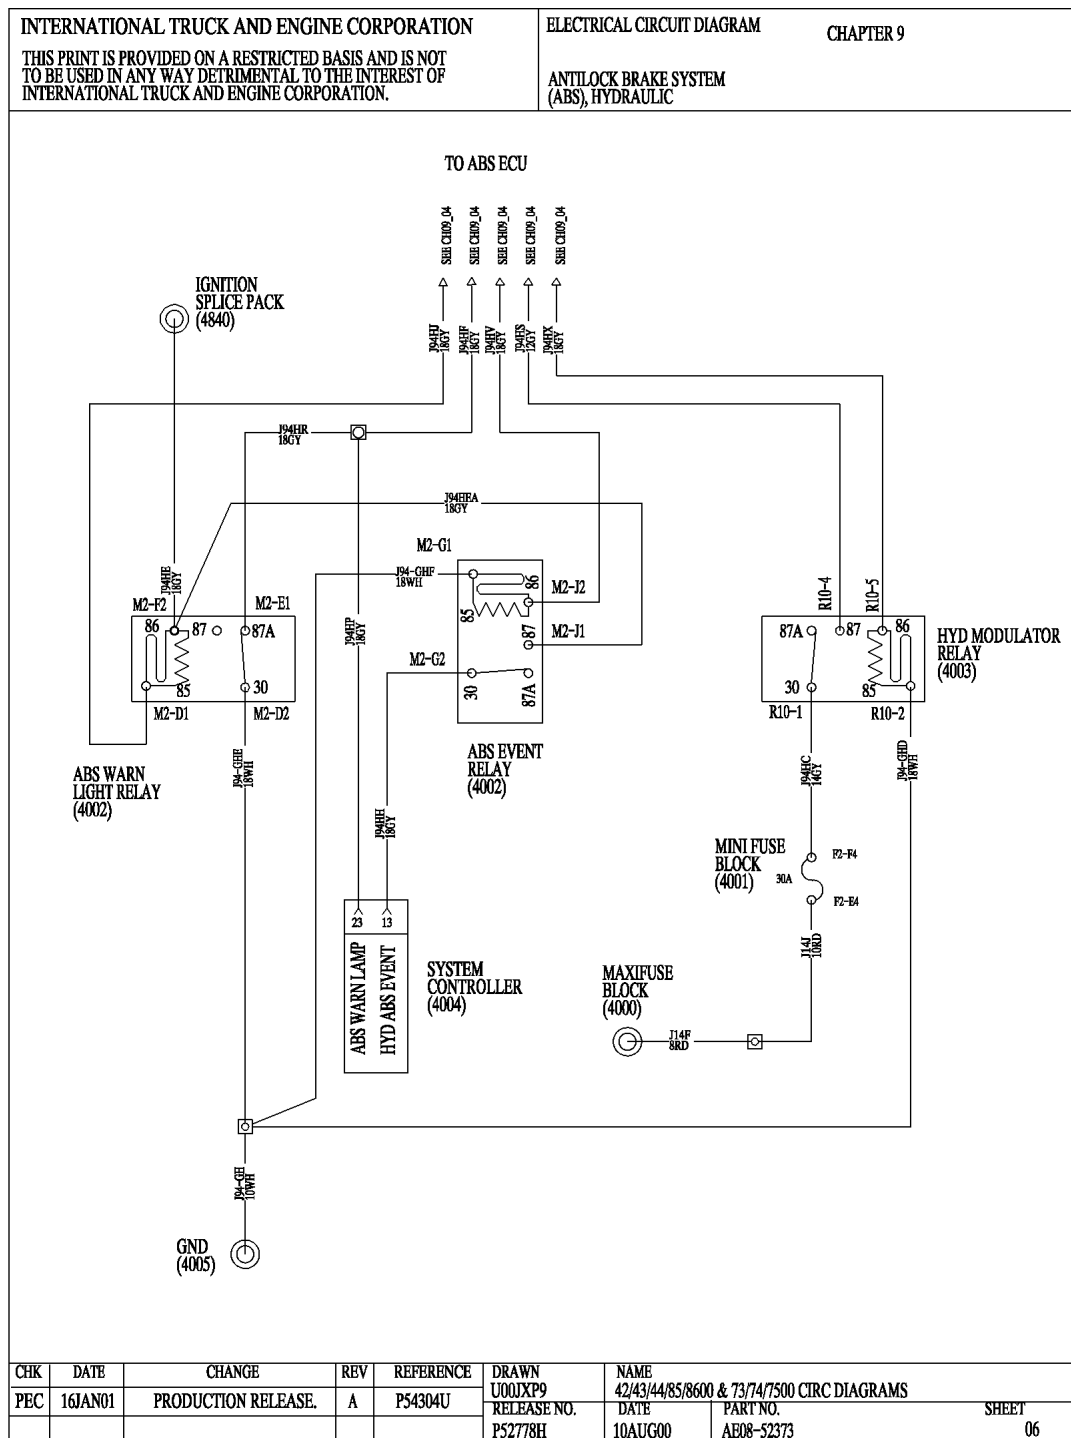 INTERNATIONAL TRUCK AND ENGINE CORPORATION
THIS PRINT IS PROVIDED ON A RESTRICTED BASIS AND IS NOT
TO BE USED IN ANY WAY DETRIMENTAL TO THE INTEREST OF
INTERNATIONAL TRUCK AND ENGINE CORPORATION.
ELECTRICAL CIRCUIT DIAGRAM
CHAPTER 9
ANTILOCK BRAKE SYSTEM
(ABS), HYDRAULIC
TO ABS ECU
SEE CH09_04
SEE CH09_04
SEE CH09_04
SEE CH09_04
SEE CH09_04
IGNITION
SPLICE PACK
(4840)
J94HJ
18GY
J94HF
18GY
J94HV
18GY
J94HS
12GY
J94HX
18GY
J94HR
18GY
J94HEA
18GY
M2-G1
J94-GHF
18WH
86
M2-J2
85
87
M2-J1
M2-G2
30
87A
ABS EVENT
RELAY
(4002)
J94HE
18GY
M2-F2
M2-E1
86
87
87A
85
30
M2-D1
M2-D2
ABS WARN
LIGHT RELAY
(4002)
J94-GHE
18WH
J94HP
18GY
J94HH
18GY
R10-4
R10-5
87A
87
86
30
85
R10-1
R10-2
HYD MODULATOR
RELAY
(4003)
J94HC
14GY
J94-GHD
18WH
MINI FUSE
BLOCK
(4001)
F2-F4
30A
F2-E4
J14J
10RD
23
13
ABS WARN LAMP
HYD ABS EVENT
SYSTEM
CONTROLLER
(4004)
MAXIFUSE
BLOCK
(4000)
J14F
8RD
J94-GH
10WH
GND
(4005)
CHK DATE CHANGE REV REFERENCE DRAWN NAME
U00JXP9 42/43/44/85/8600 & 73/74/7500 CIRC DIAGRAMS
PEC 16JAN01 PRODUCTION RELEASE. A P54304U
RELEASE NO. DATE PART NO. SHEET
P52778H 10AUG00 AE08-52373 06